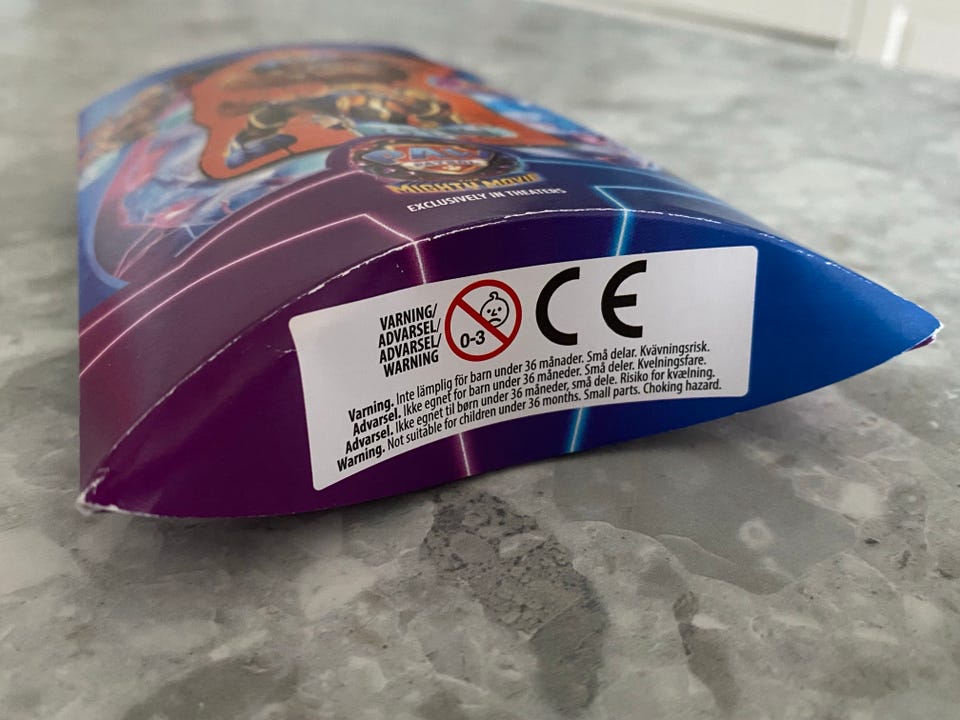 PAW
PATROL
MIGHTY MOVIE
EXCLUSIVELY IN THEATERS
VARNING/
ADVARSEL/
ADVARSEL/
WARNING
0-3
CE
Varning. Inte lämplig för barn under 36 månader. Små delar. Kvävningsrisk.
Advarsel. Ikke egnet for barn under 36 måneder. Små deler. Kvelningsfare.
Advarsel. Ikke egnet til børn under 36 måneder, små dele. Risiko for kvælning.
Warning. Not suitable for children under 36 months. Small parts. Choking hazard.